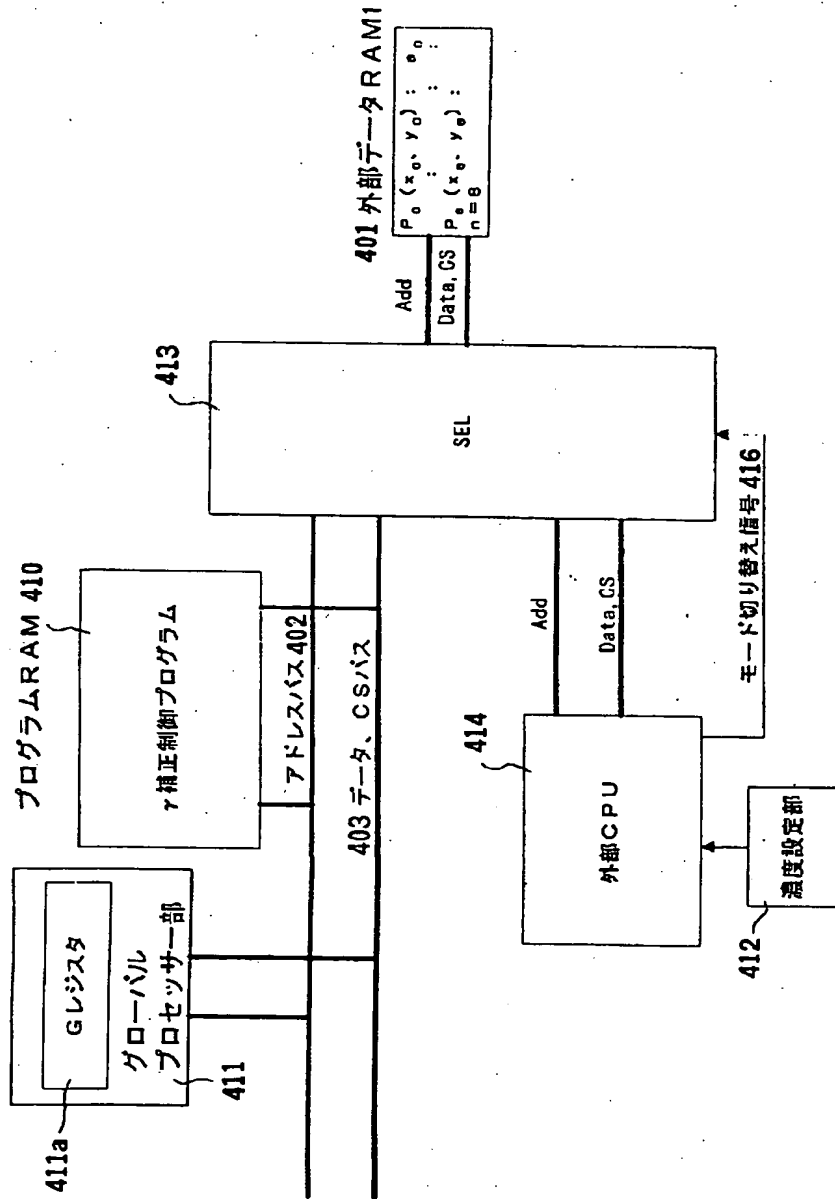 411a
Gレジスタ
グローバル
プロセッサー部
411
プログラムRAM 410
γ補正制御プログラム
アドレスバス402
403 データ、CSバス
413
SEL
401 外部データRAM1
P₀ (x₀、y₀) : a₀
: :
P₈ (x₈、y₈) :
n=8
Add
Data, CS
Add
Data, CS
414
外部CPU
モード切り替え信号416
412
濃度設定部